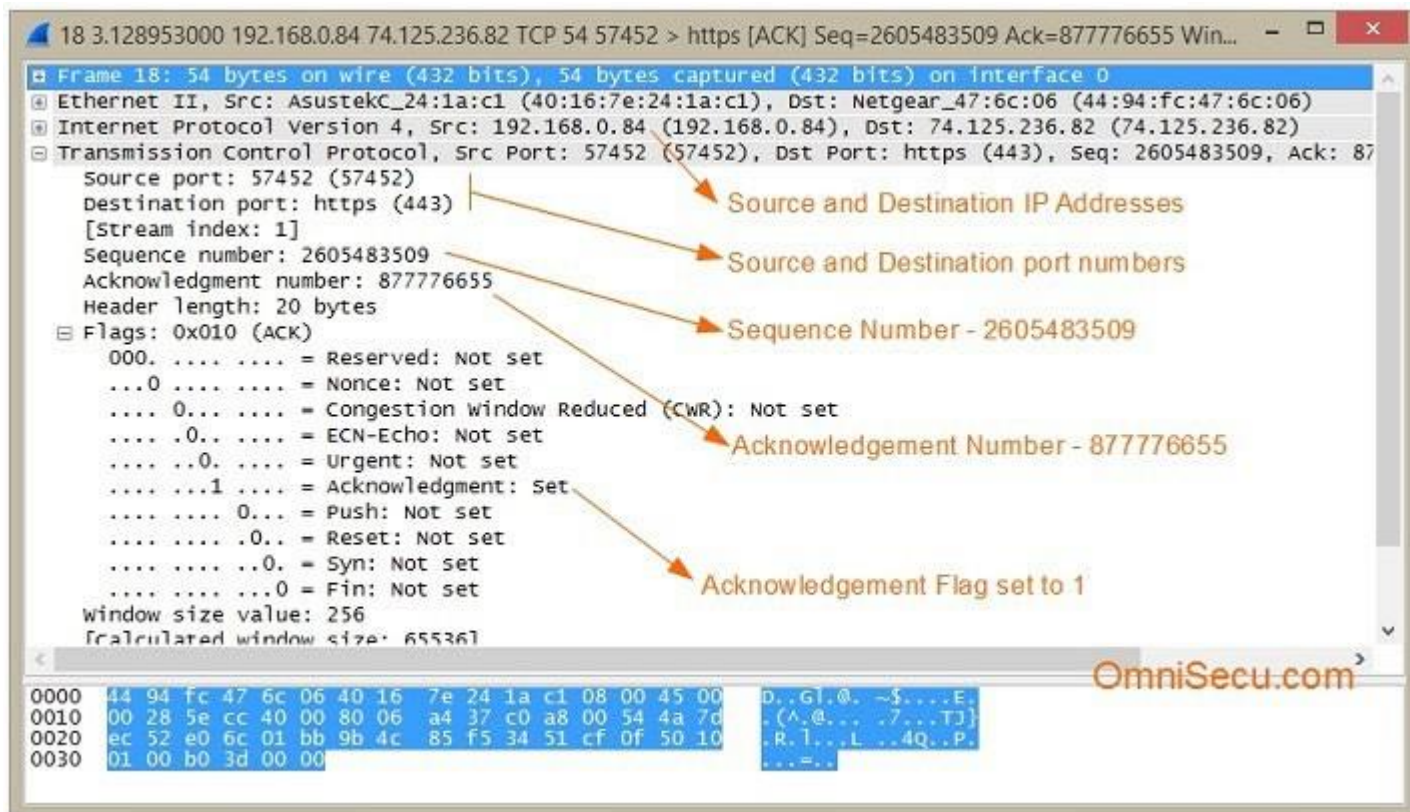 18 3.128953000 192.168.0.84 74.125.236.82 TCP 54 57452 > https [ACK] Seq=2605483509 Ack=877776655 Win...
Frame 18: 54 bytes on wire (432 bits), 54 bytes captured (432 bits) on interface 0
Ethernet II, Src: AsustekC_24:1a:c1 (40:16:7e:24:1a:c1), Dst: Netgear_47:6c:06 (44:94:fc:47:6c:06)
Internet Protocol Version 4, Src: 192.168.0.84 (192.168.0.84), Dst: 74.125.236.82 (74.125.236.82)
Transmission Control Protocol, Src Port: 57452 (57452), Dst Port: https (443), Seq: 2605483509, Ack: 87
Source port: 57452 (57452)
Destination port: https (443)
Source and Destination IP Addresses
[Stream index: 1]
Sequence number: 2605483509
Source and Destination port numbers
Acknowledgment number: 877776655
Header length: 20 bytes
Sequence Number - 2605483509
Flags: 0x010 (ACK)
000. .... .... = Reserved: Not set
...0 .... .... = Nonce: Not set
.... 0... .... = Congestion Window Reduced (CWR): Not set
.... .0.. .... = ECN-Echo: Not set
Acknowledgement Number - 877776655
.... ..0. .... = Urgent: Not set
.... ...1 .... = Acknowledgment: Set
.... .... 0... = Push: Not set
.... .... .0.. = Reset: Not set
.... .... ..0. = Syn: Not set
.... .... ...0 = Fin: Not set
Acknowledgement Flag set to 1
Window size value: 256
[Calculated window size: 65536]
OmniSecu.com
0000 44 94 fc 47 6c 06 40 16 7e 24 1a c1 08 00 45 00 D..Gl.@. ~$....E.
0010 00 28 5e cc 40 00 80 06 a4 37 c0 a8 00 54 4a 7d .(^.@... .7...TJ}
0020 ec 52 e0 6c 01 bb 9b 4c 85 f5 34 51 cf 0f 50 10 .R.l...L ..4Q..P.
0030 01 00 b0 3d 00 00 ...=..